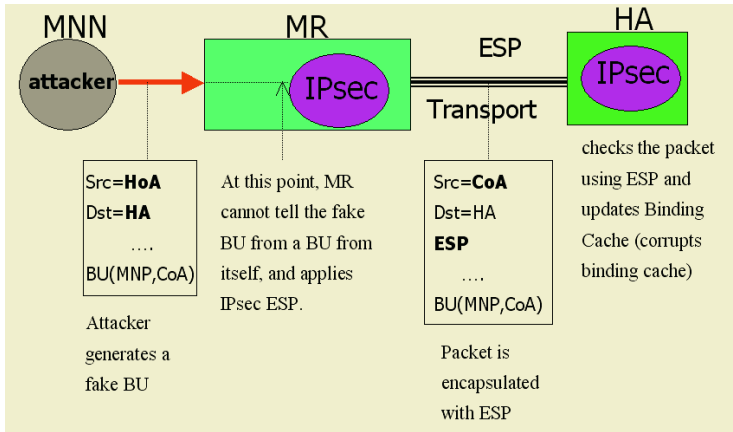 MNN
MR
HA
attacker
IPsec
ESP
Transport
IPsec
Src=HoA
Dst=HA
....
BU(MNP,CoA)
Attacker
generates a
fake BU
At this point, MR
cannot tell the fake
BU from a BU from
itself, and applies
IPsec ESP.
Src=CoA
Dst=HA
ESP
....
BU(MNP,CoA)
Packet is
encapsulated
with ESP
checks the packet
using ESP and
updates Binding
Cache (corrupts
binding cache)